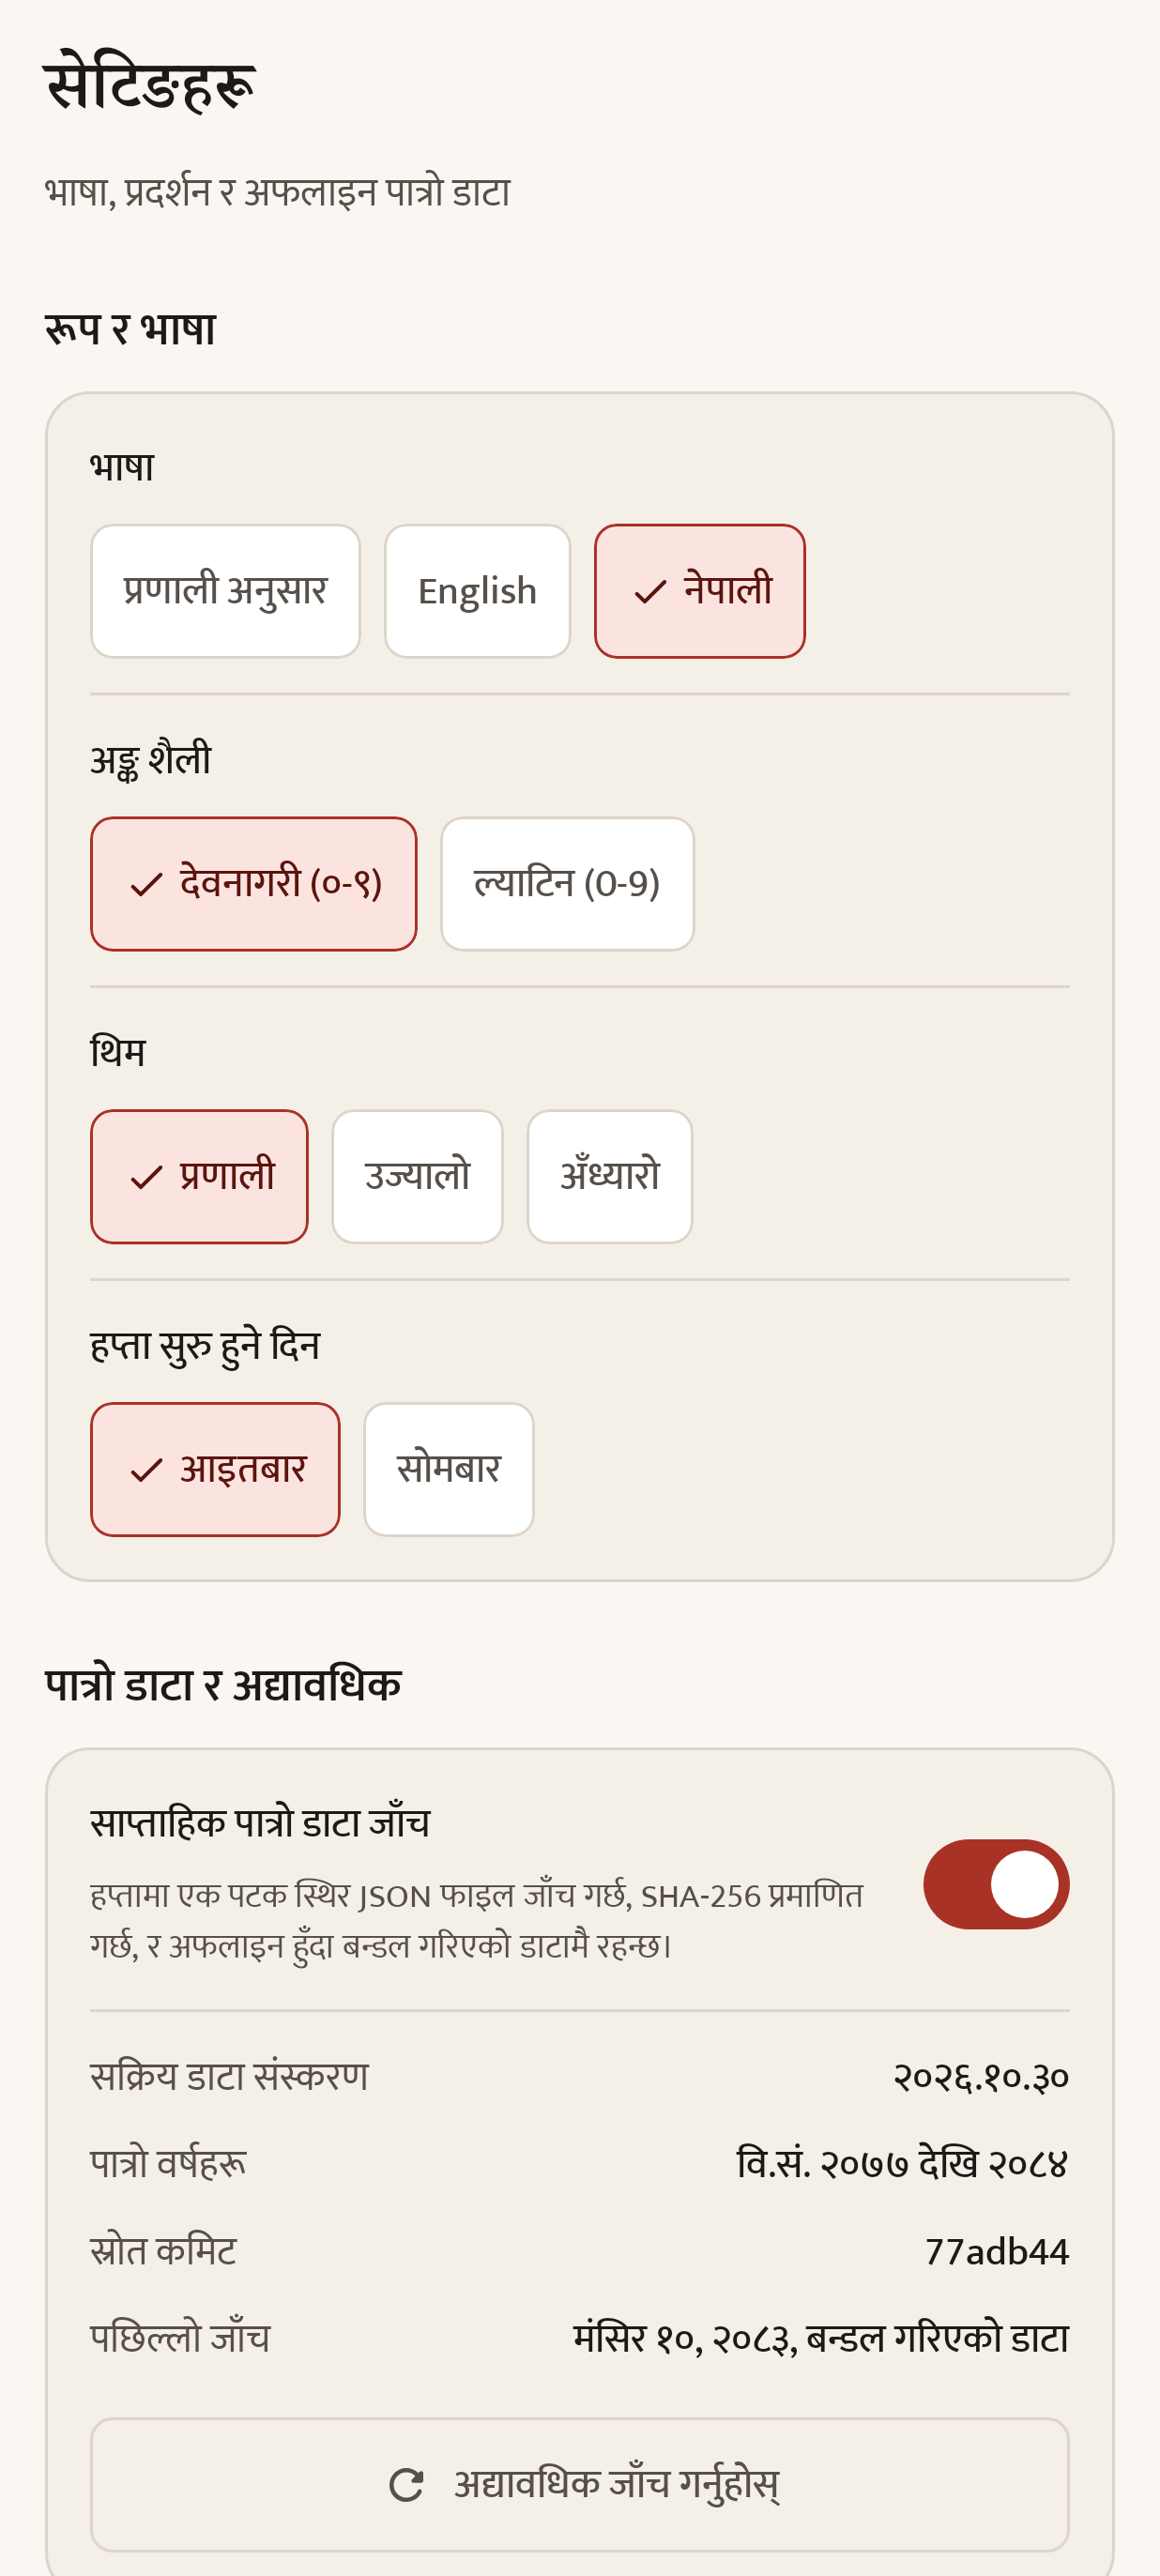 सेटिङहरू
भाषा, प्रदर्शन र अफलाइन पात्रो डाटा
रूप र भाषा
भाषा
प्रणाली अनुसार English नेपाली
अङ्क शैली
देवनागरी (०-९) ल्याटिन (0-9)
थिम
प्रणाली उज्यालो अँध्यारो
हप्ता सुरु हुने दिन
आइतबार सोमबार
पात्रो डाटा र अद्यावधिक
साप्ताहिक पात्रो डाटा जाँच
हप्तामा एक पटक स्थिर JSON फाइल जाँच गर्छ, SHA-256 प्रमाणित
गर्छ, र अफलाइन हुँदा बन्डल गरिएको डाटामै रहन्छ।
सक्रिय डाटा संस्करण २०२६.१०.३०
पात्रो वर्षहरू वि.सं. २०७७ देखि २०८४
स्रोत कमिट 77adb44
पछिल्लो जाँच मंसिर १०, २०८३, बन्डल गरिएको डाटा
अद्यावधिक जाँच गर्नुहोस्